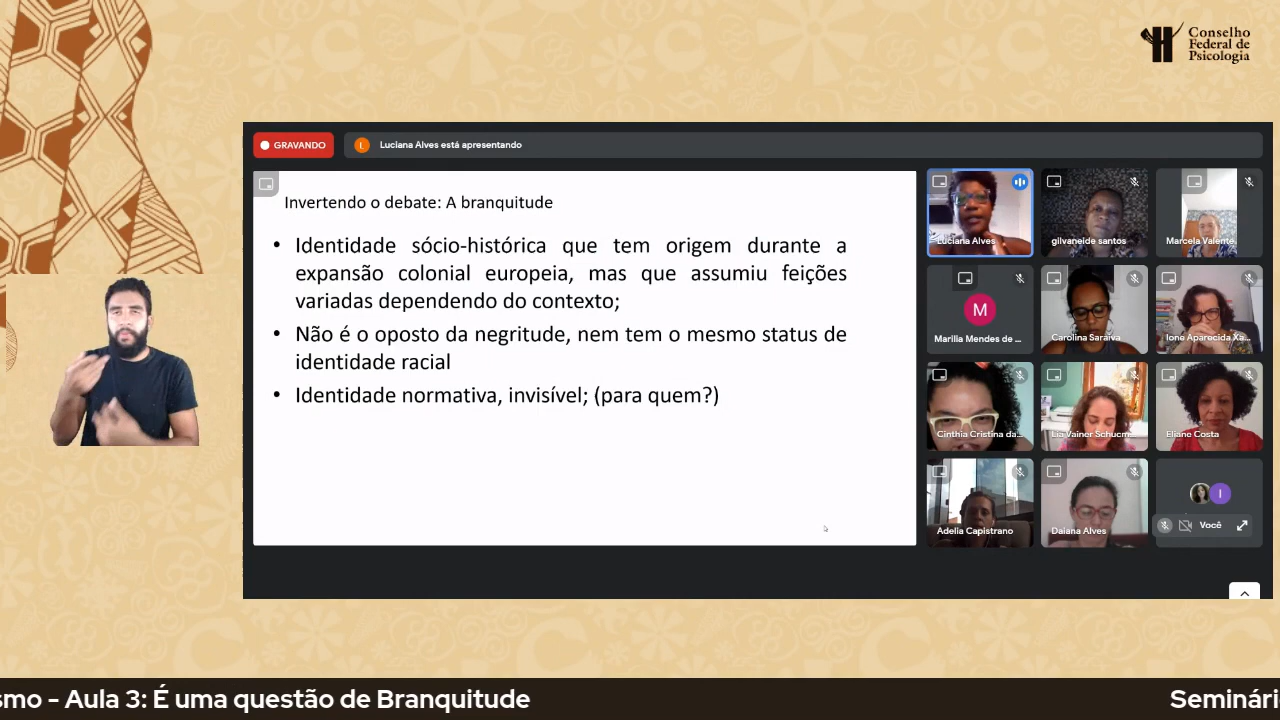 Conselho
Federal de
Psicologia
GRAVANDO
L
Luciana Alves está apresentando
Invertendo o debate: A branquitude
• Identidade sócio-histórica que tem origem durante a
expansão colonial europeia, mas que assumiu feições
variadas dependendo do contexto;
• Não é o oposto da negritude, nem tem o mesmo status de
identidade racial
• Identidade normativa, invisível; (para quem?)
Luciana Alves
gilvaneide santos
Marcela Valente
M
Marilia Mendes de ...
Carolina Saraiva
Ione Aparecida Xa...
Cinthia Cristina da...
Lia Vainer Schucm...
Eliane Costa
Adelia Capistrano
Daiana Alves
I
Você
smo - Aula 3: É uma questão de Branquitude
Seminári